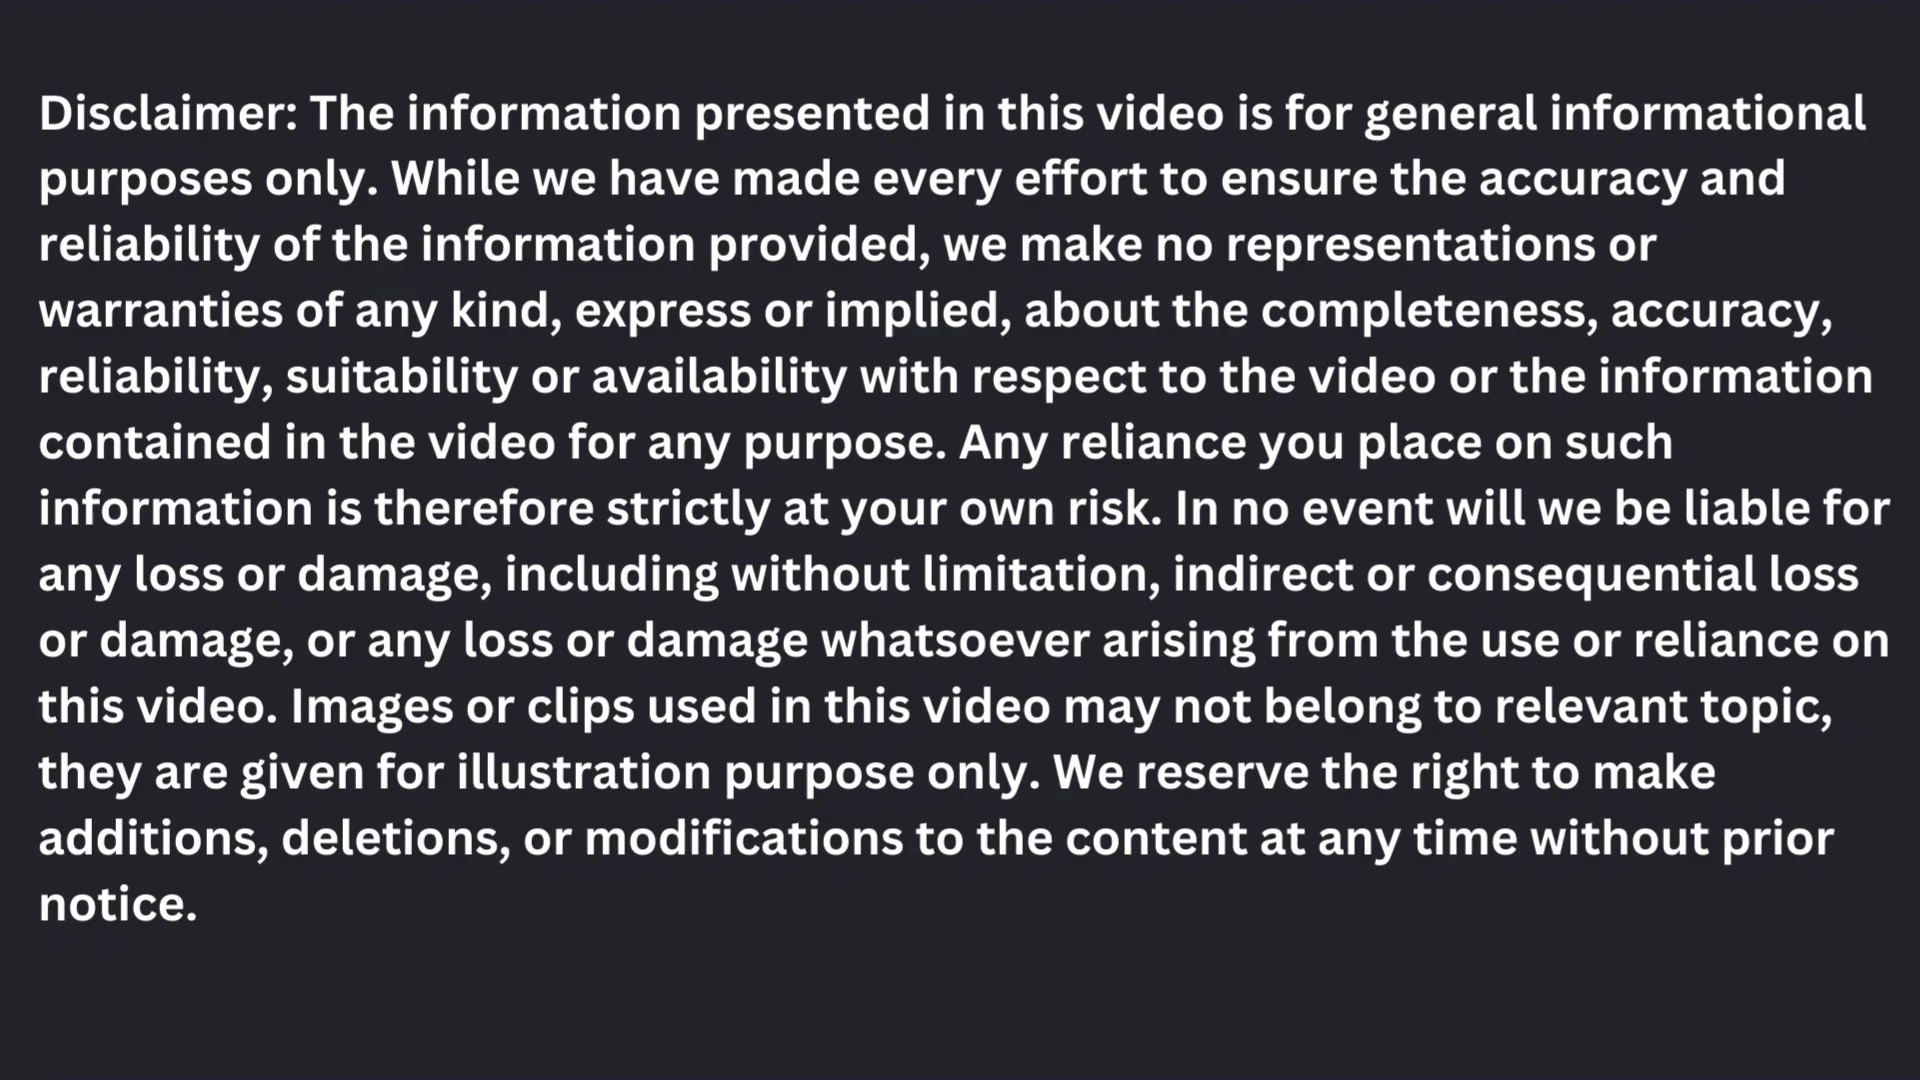 Disclaimer: The information presented in this video is for general informational
purposes only. While we have made every effort to ensure the accuracy and
reliability of the information provided, we make no representations or
warranties of any kind, express or implied, about the completeness, accuracy,
reliability, suitability or availability with respect to the video or the information
contained in the video for any purpose. Any reliance you place on such
information is therefore strictly at your own risk. In no event will we be liable for
any loss or damage, including without limitation, indirect or consequential loss
or damage, or any loss or damage whatsoever arising from the use or reliance on
this video. Images or clips used in this video may not belong to relevant topic,
they are given for illustration purpose only. We reserve the right to make
additions, deletions, or modifications to the content at any time without prior
notice.